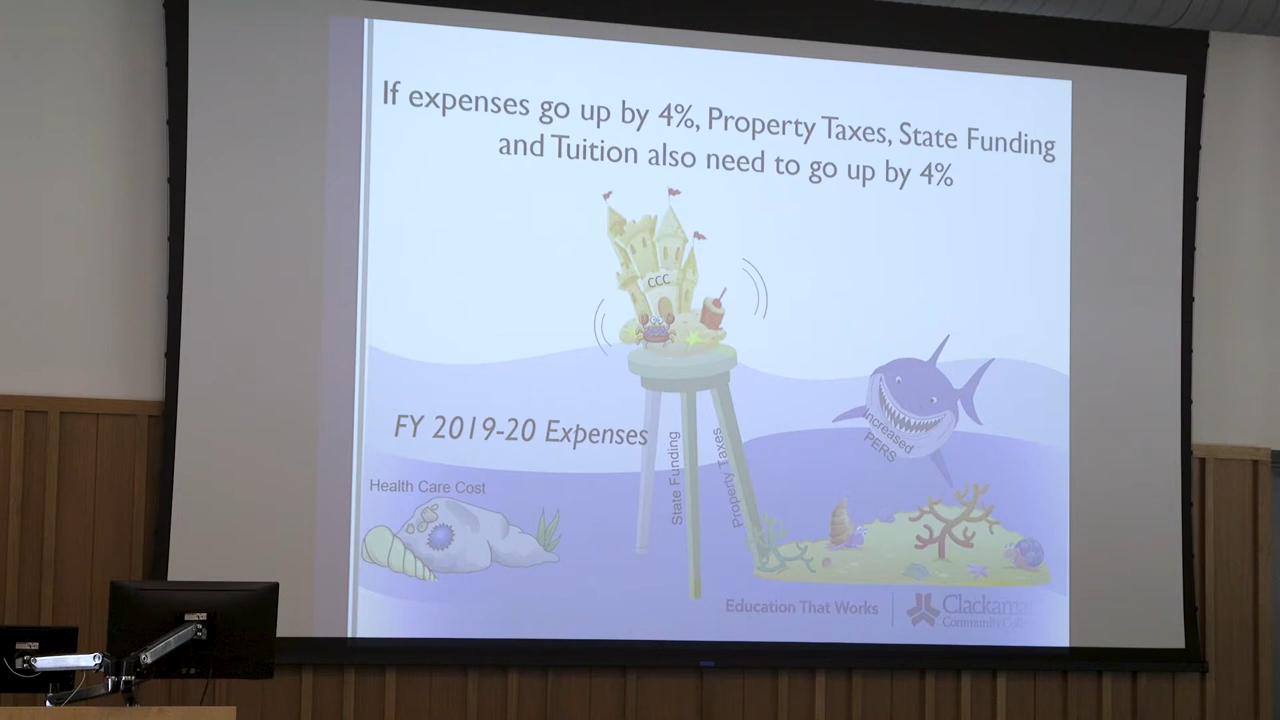 If expenses go up by 4%, Property Taxes, State Funding
and Tuition also need to go up by 4%
CCC
FY 2019-20 Expenses
Increased
PERS
State Funding
Property Taxes
Health Care Cost
Education That Works
Clackamas
Community